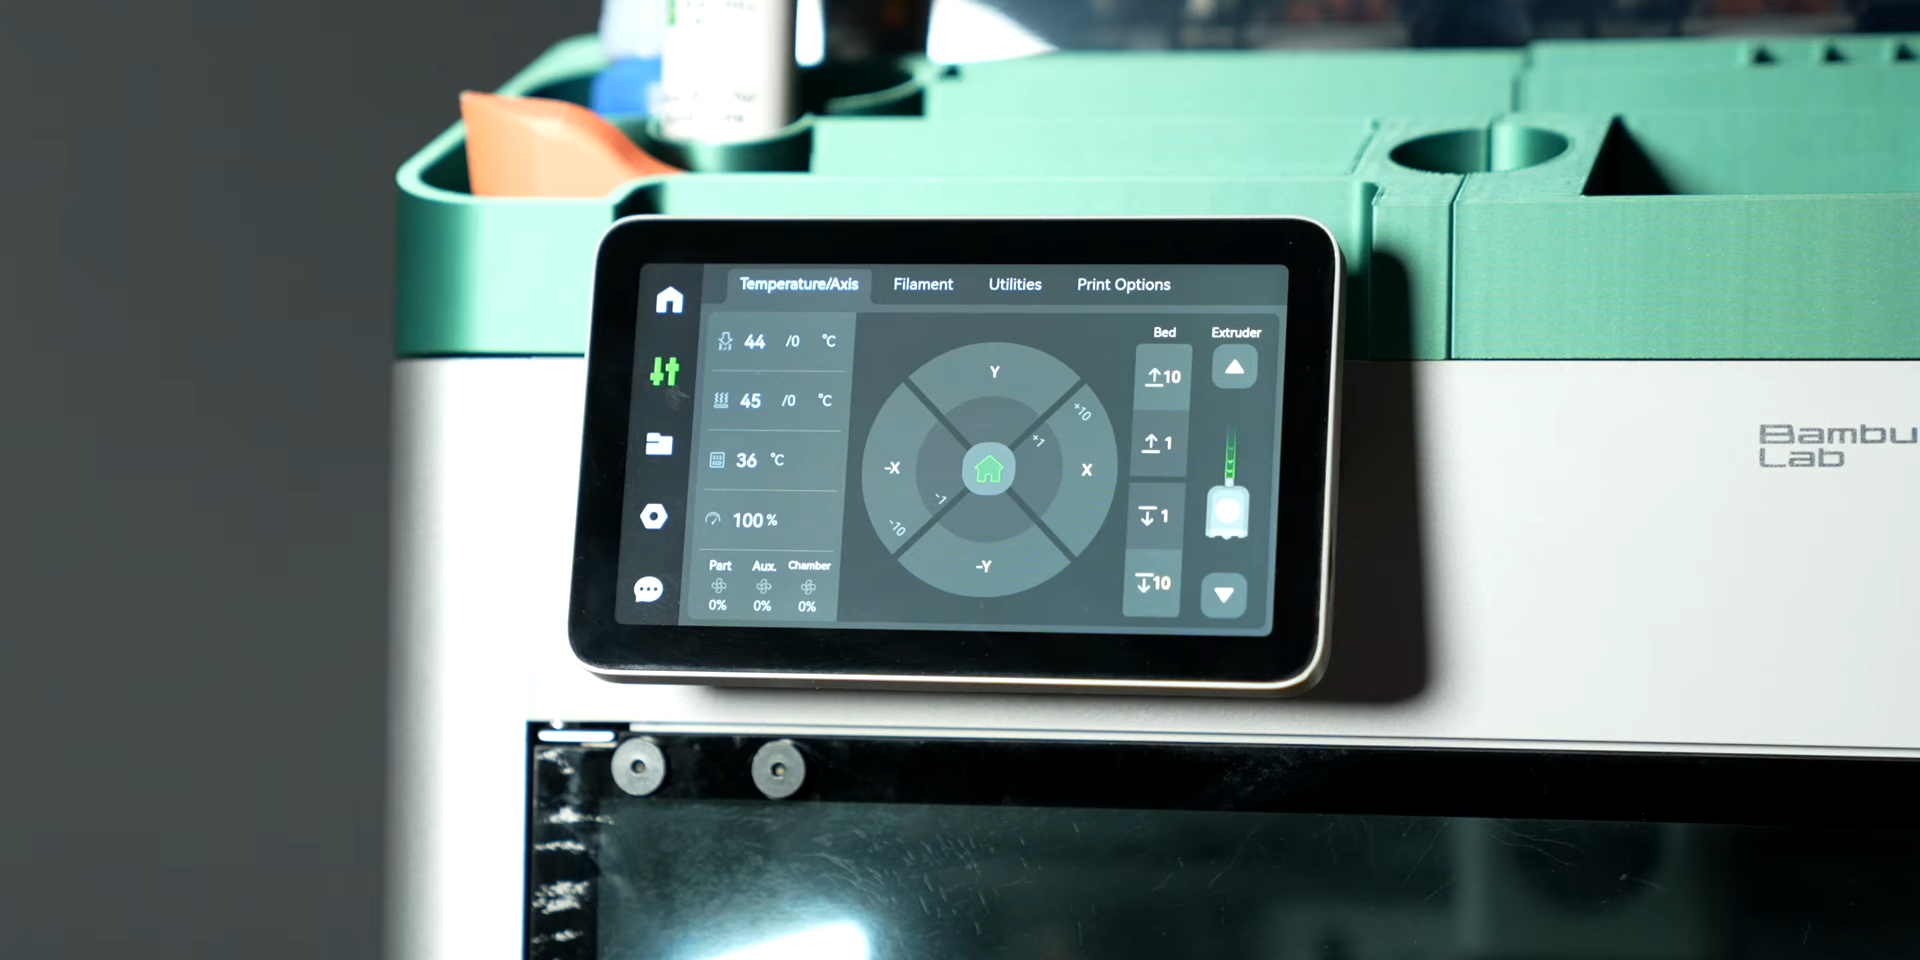 Temperature/Axis Filament Utilities Print Options
44 /0 °C
45 /0 °C
36 °C
100 %
Part Aux. Chamber
0% 0% 0%
Y
+10
+1
-X
X
-1
-10
-Y
Bed
10
1
1
10
Extruder
Bambu
Lab